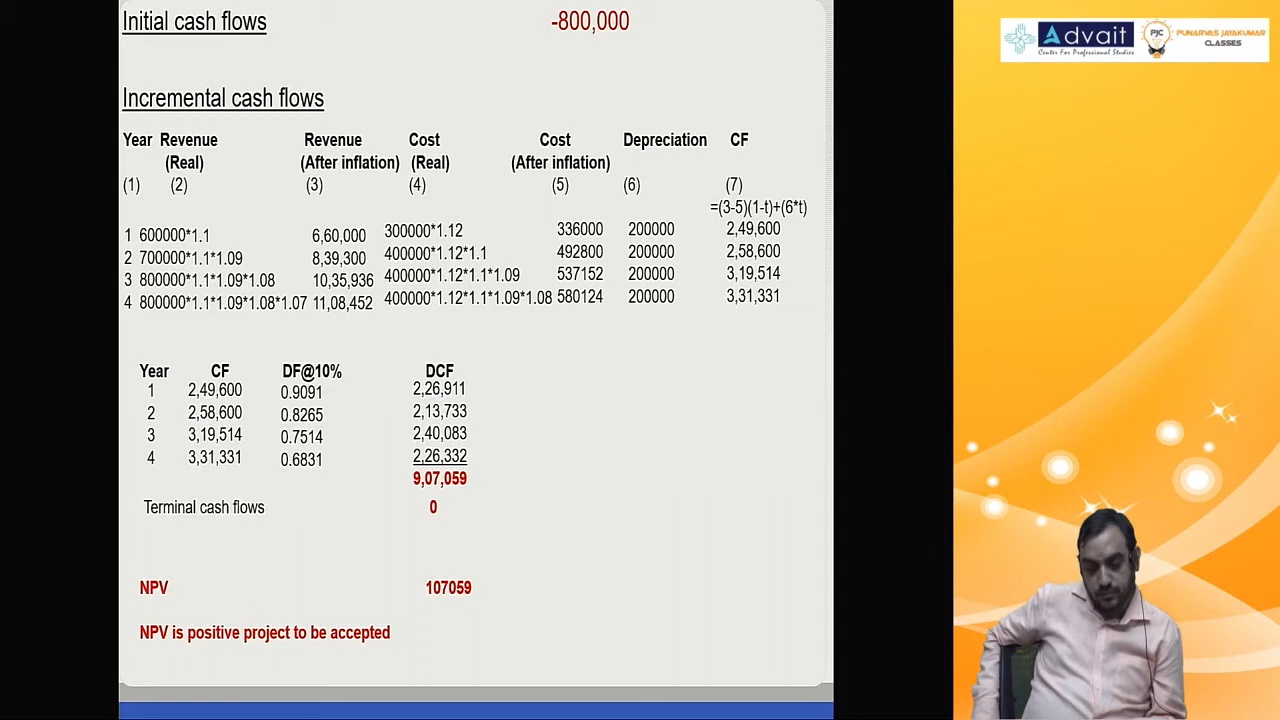 Initial cash flows -800,000
Advait
Center For Professional Studies
PJC
PUNARVAS JAYAKUMAR
CLASSES
Incremental cash flows
Year Revenue Revenue Cost Cost Depreciation CF
(Real) (After inflation) (Real) (After inflation)
(1) (2) (3) (4) (5) (6) (7)
=(3-5)(1-t)+(6*t)
1 600000*1.1 6,60,000 300000*1.12 336000 200000 2,49,600
2 700000*1.1*1.09 8,39,300 400000*1.12*1.1 492800 200000 2,58,600
3 800000*1.1*1.09*1.08 10,35,936 400000*1.12*1.1*1.09 537152 200000 3,19,514
4 800000*1.1*1.09*1.08*1.07 11,08,452 400000*1.12*1.1*1.09*1.08 580124 200000 3,31,331
Year CF DF@10% DCF
1 2,49,600 0.9091 2,26,911
2 2,58,600 0.8265 2,13,733
3 3,19,514 0.7514 2,40,083
4 3,31,331 0.6831 2,26,332
9,07,059
Terminal cash flows 0
NPV 107059
NPV is positive project to be accepted